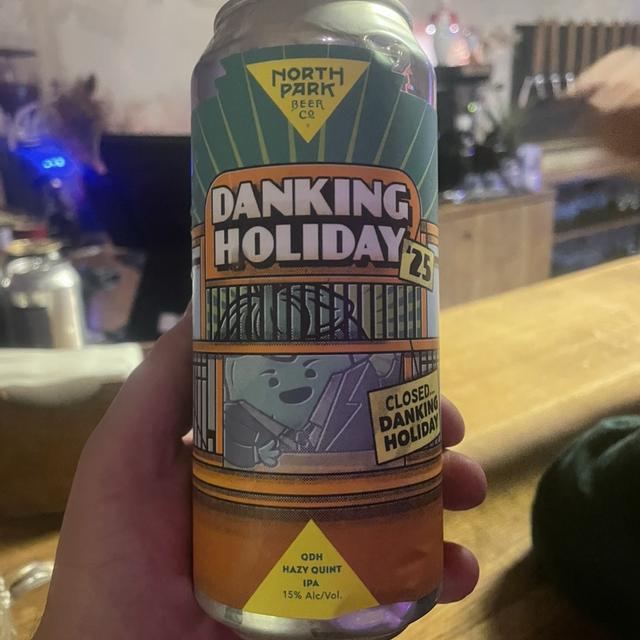 NORTH
PARK
BEER
CO
DANKING
HOLIDAY
'25
CLOSED...
DANKING
HOLIDAY
QDH
HAZY QUINT
IPA
15% Alc/Vol.